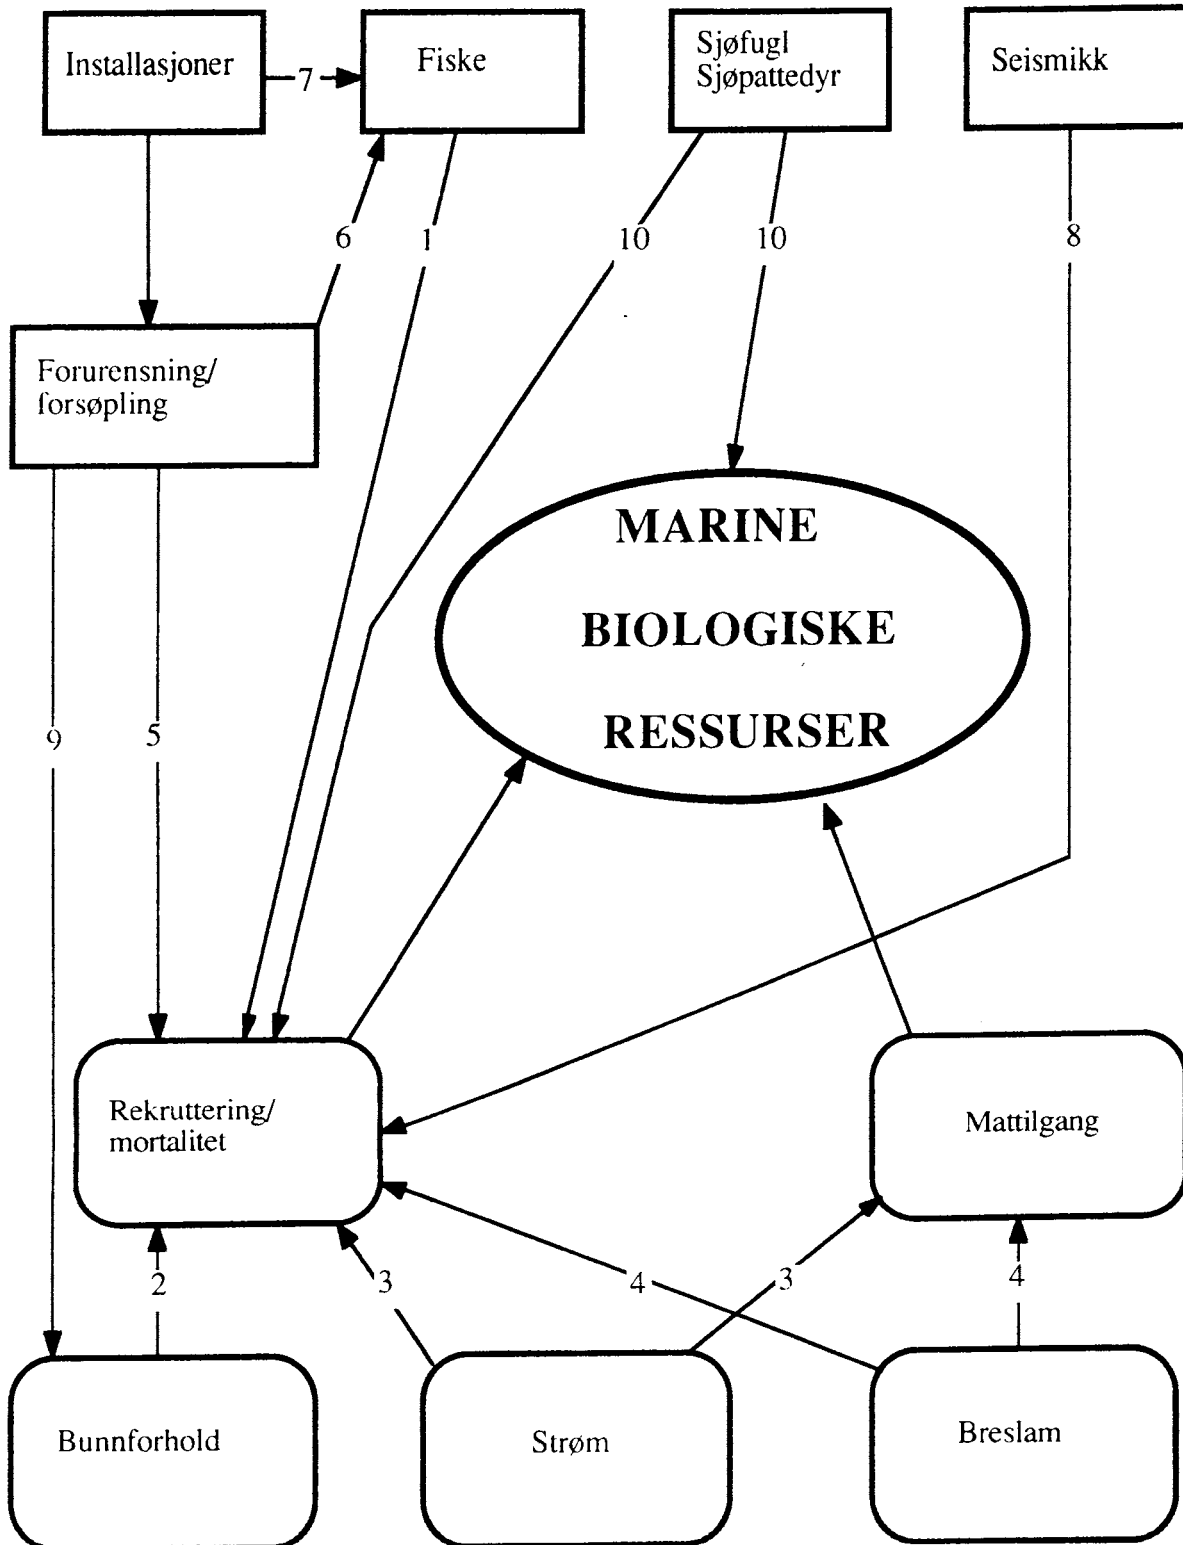 Installasjoner
7
Fiske
Sjøfugl
Sjøpattedyr
Seismikk
6
1
10
10
8
Forurensning/
forsøpling
MARINE
BIOLOGISKE
RESSURSER
9
5
Rekruttering/
mortalitet
Mattilgang
2
3
4
3
4
Bunnforhold
Strøm
Breslam